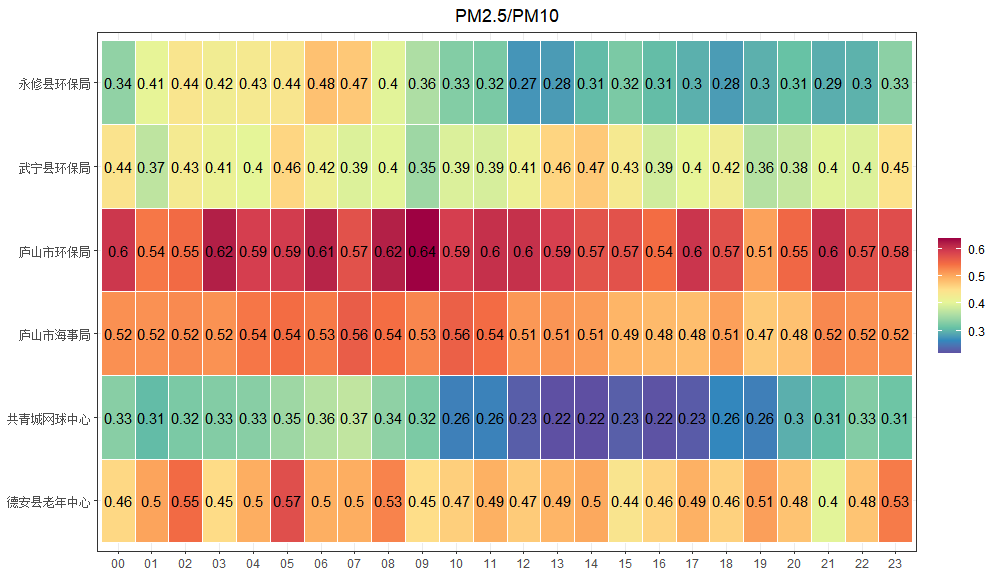 PM2.5/PM10
永修县环保局 0.34 0.41 0.44 0.42 0.43 0.44 0.48 0.47 0.4 0.36 0.33 0.32 0.27 0.28 0.31 0.32 0.31 0.3 0.28 0.3 0.31 0.29 0.3 0.33
武宁县环保局 0.44 0.37 0.43 0.41 0.4 0.46 0.42 0.39 0.4 0.35 0.39 0.39 0.41 0.46 0.47 0.43 0.39 0.4 0.42 0.36 0.38 0.4 0.4 0.45
庐山市环保局 0.6 0.54 0.55 0.62 0.59 0.59 0.61 0.57 0.62 0.64 0.59 0.6 0.6 0.59 0.57 0.57 0.54 0.6 0.57 0.51 0.55 0.6 0.57 0.58
庐山市海事局 0.52 0.52 0.52 0.52 0.54 0.54 0.53 0.56 0.54 0.53 0.56 0.54 0.51 0.51 0.51 0.49 0.48 0.48 0.51 0.47 0.48 0.52 0.52 0.52
共青城网球中心 0.33 0.31 0.32 0.33 0.33 0.35 0.36 0.37 0.34 0.32 0.26 0.26 0.23 0.22 0.22 0.23 0.22 0.23 0.26 0.26 0.3 0.31 0.33 0.31
德安县老年中心 0.46 0.5 0.55 0.45 0.5 0.57 0.5 0.5 0.53 0.45 0.47 0.49 0.47 0.49 0.5 0.44 0.46 0.49 0.46 0.51 0.48 0.4 0.48 0.53
00 01 02 03 04 05 06 07 08 09 10 11 12 13 14 15 16 17 18 19 20 21 22 23
0.6
0.5
0.4
0.3